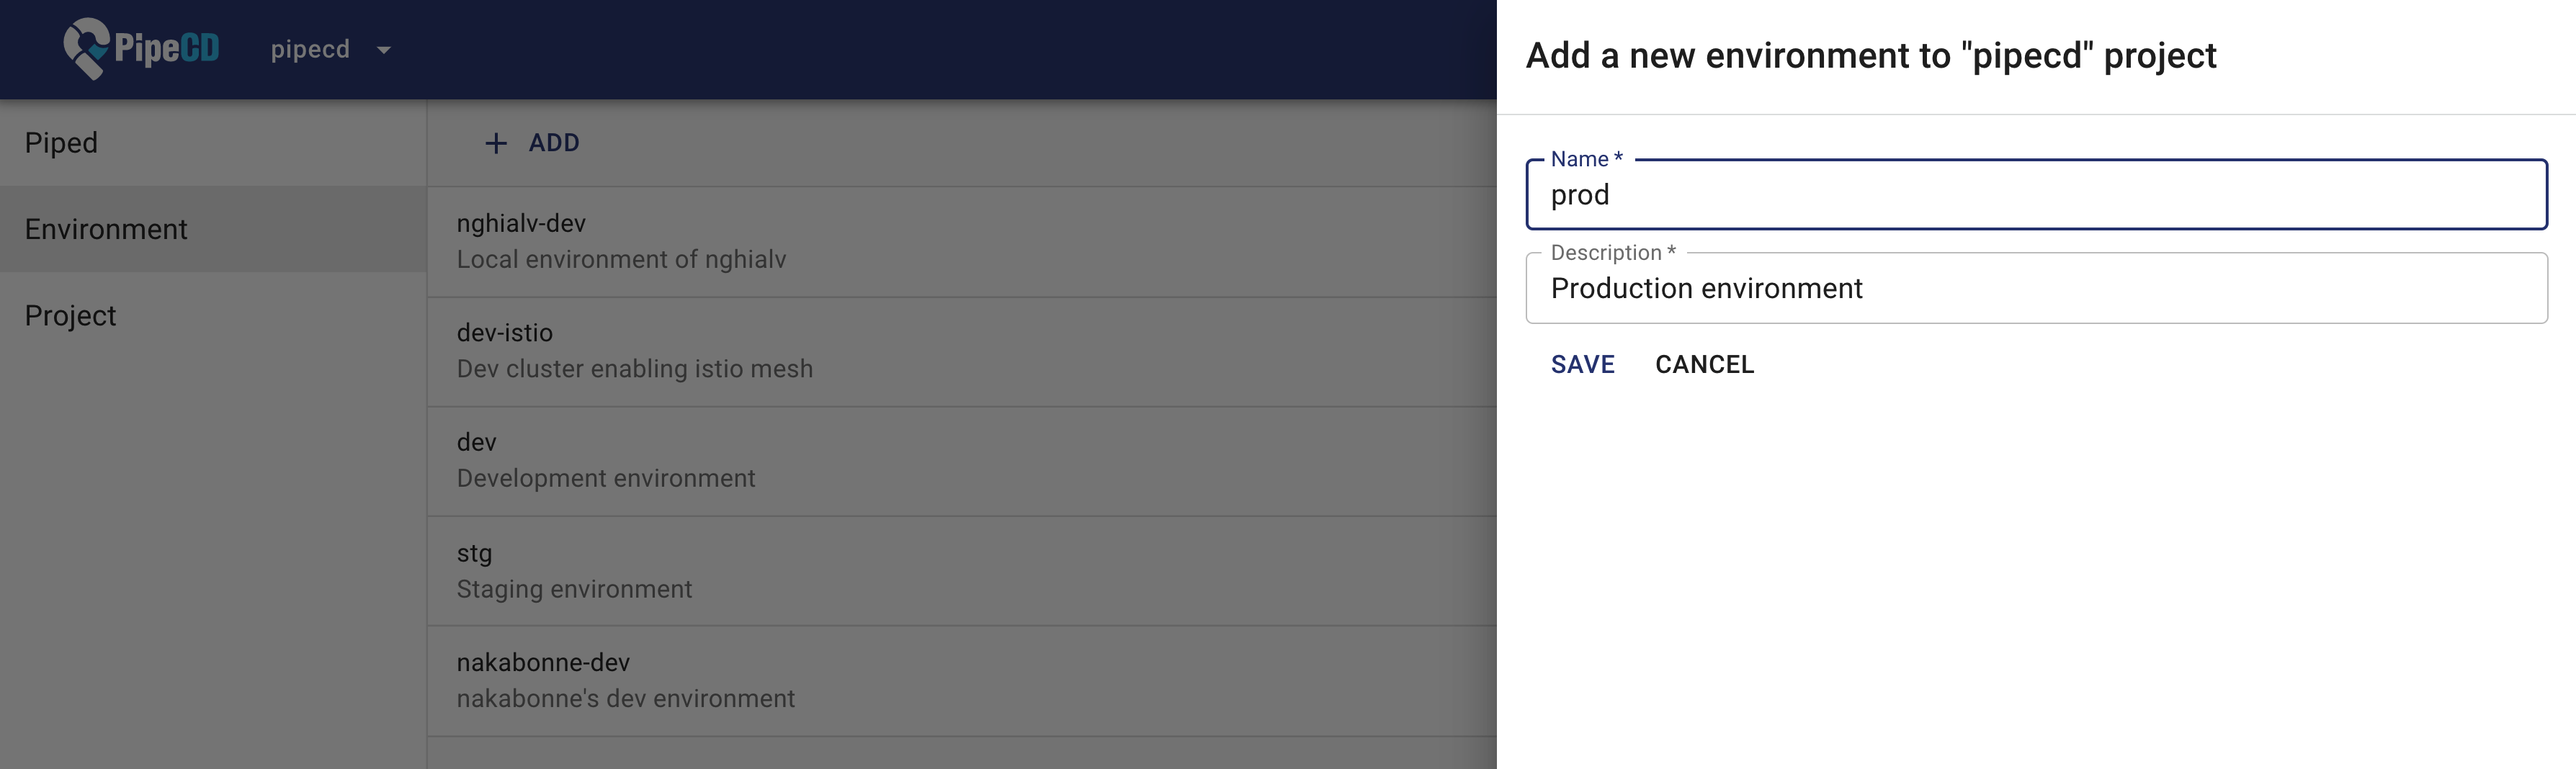 PipeCD
pipecd
Piped
Environment
Project
+ ADD
nghialv-dev
Local environment of nghialv
dev-istio
Dev cluster enabling istio mesh
dev
Development environment
stg
Staging environment
nakabonne-dev
nakabonne's dev environment
Add a new environment to "pipecd" project
Name *
prod
Description *
Production environment
SAVE CANCEL